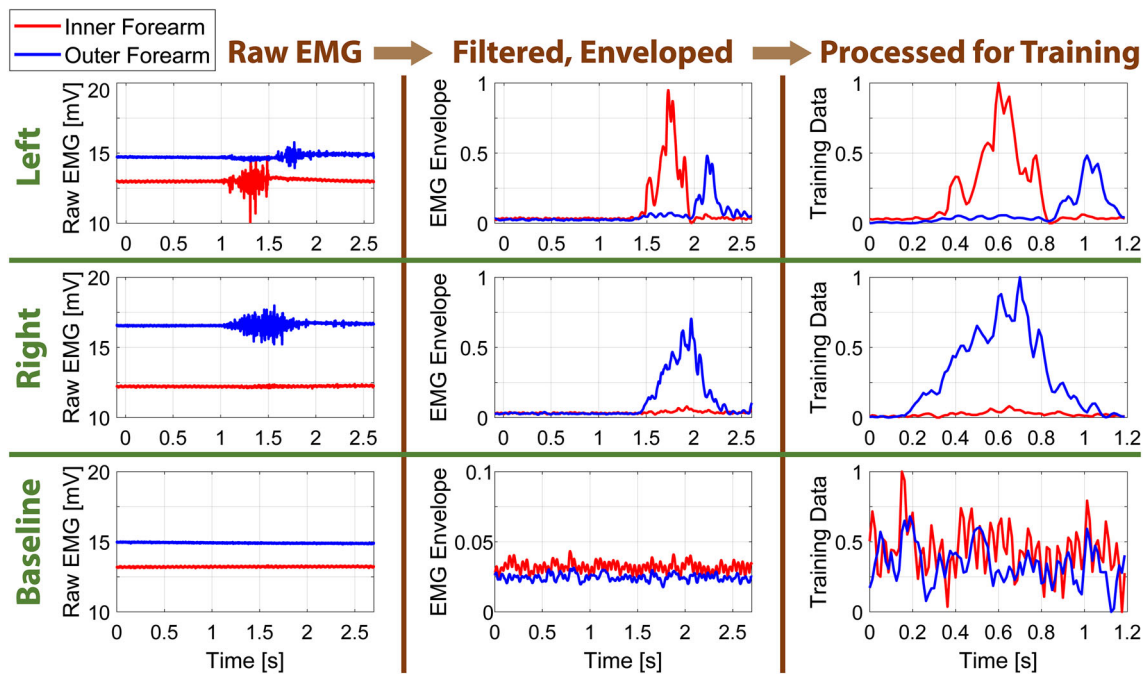 Inner Forearm
Outer Forearm
Raw EMG
Filtered, Enveloped
Processed for Training
Left
Raw EMG [mV]
20
15
10
0 0.5 1 1.5 2 2.5
EMG Envelope
1
0.5
0
0 0.5 1 1.5 2 2.5
Training Data
1
0.5
0
0 0.2 0.4 0.6 0.8 1 1.2
Right
Raw EMG [mV]
20
15
10
0 0.5 1 1.5 2 2.5
EMG Envelope
1
0.5
0
0 0.5 1 1.5 2 2.5
Training Data
1
0.5
0
0 0.2 0.4 0.6 0.8 1 1.2
Baseline
Raw EMG [mV]
20
15
10
0 0.5 1 1.5 2 2.5
Time [s]
EMG Envelope
0.1
0.05
0
0 0.5 1 1.5 2 2.5
Time [s]
Training Data
1
0.5
0
0 0.2 0.4 0.6 0.8 1 1.2
Time [s]